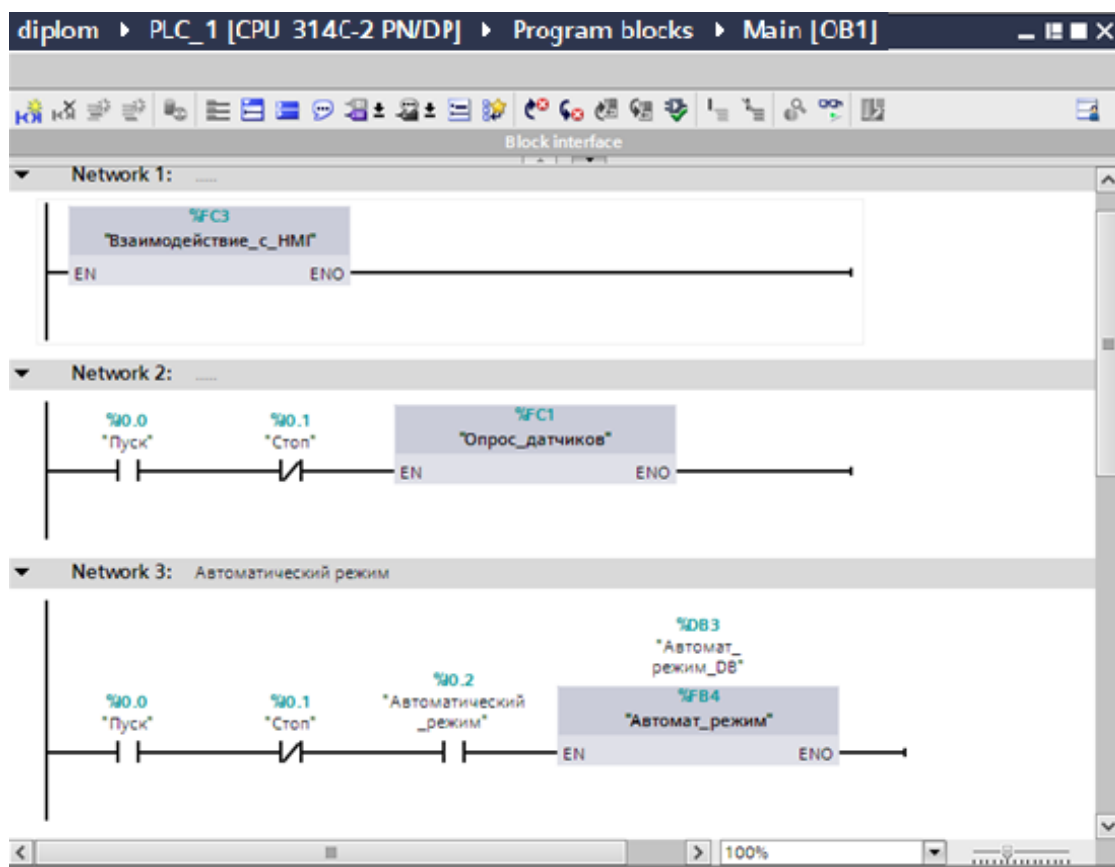 diplom ▸ PLC_1 [CPU 314C-2 PN/DP] ▸ Program blocks ▸ Main [OB1]
Block interface
Network 1: .....
%FC3
"Взаимодействие_с_HMI"
EN ENO
Network 2: .....
%I0.0 %I0.1 %FC1
"Пуск" "Стоп" "Опрос_датчиков"
EN ENO
Network 3: Автоматический режим
%DB3
"Автомат_
режим_DB"
%I0.2
"Автоматический
_режим"
%I0.0 %I0.1 %FB4
"Пуск" "Стоп" "Автомат_режим"
EN ENO
100%